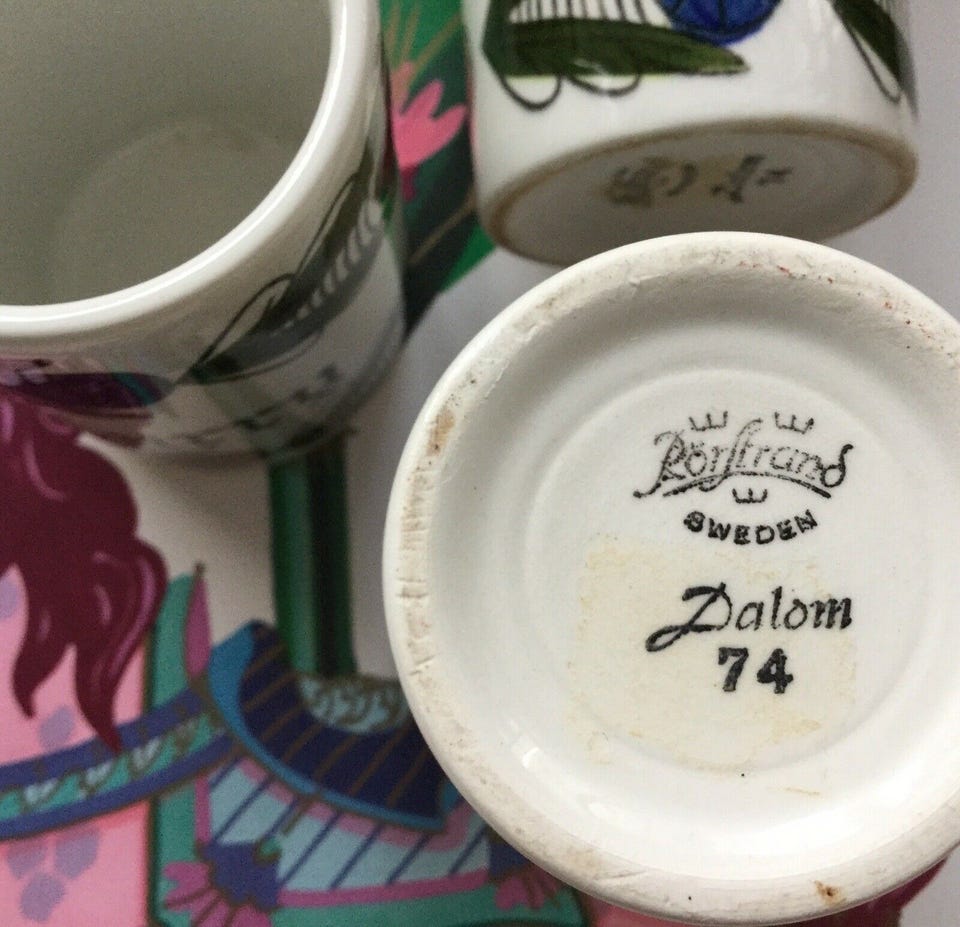 Rörstrand
SWEDEN
Dalom
74